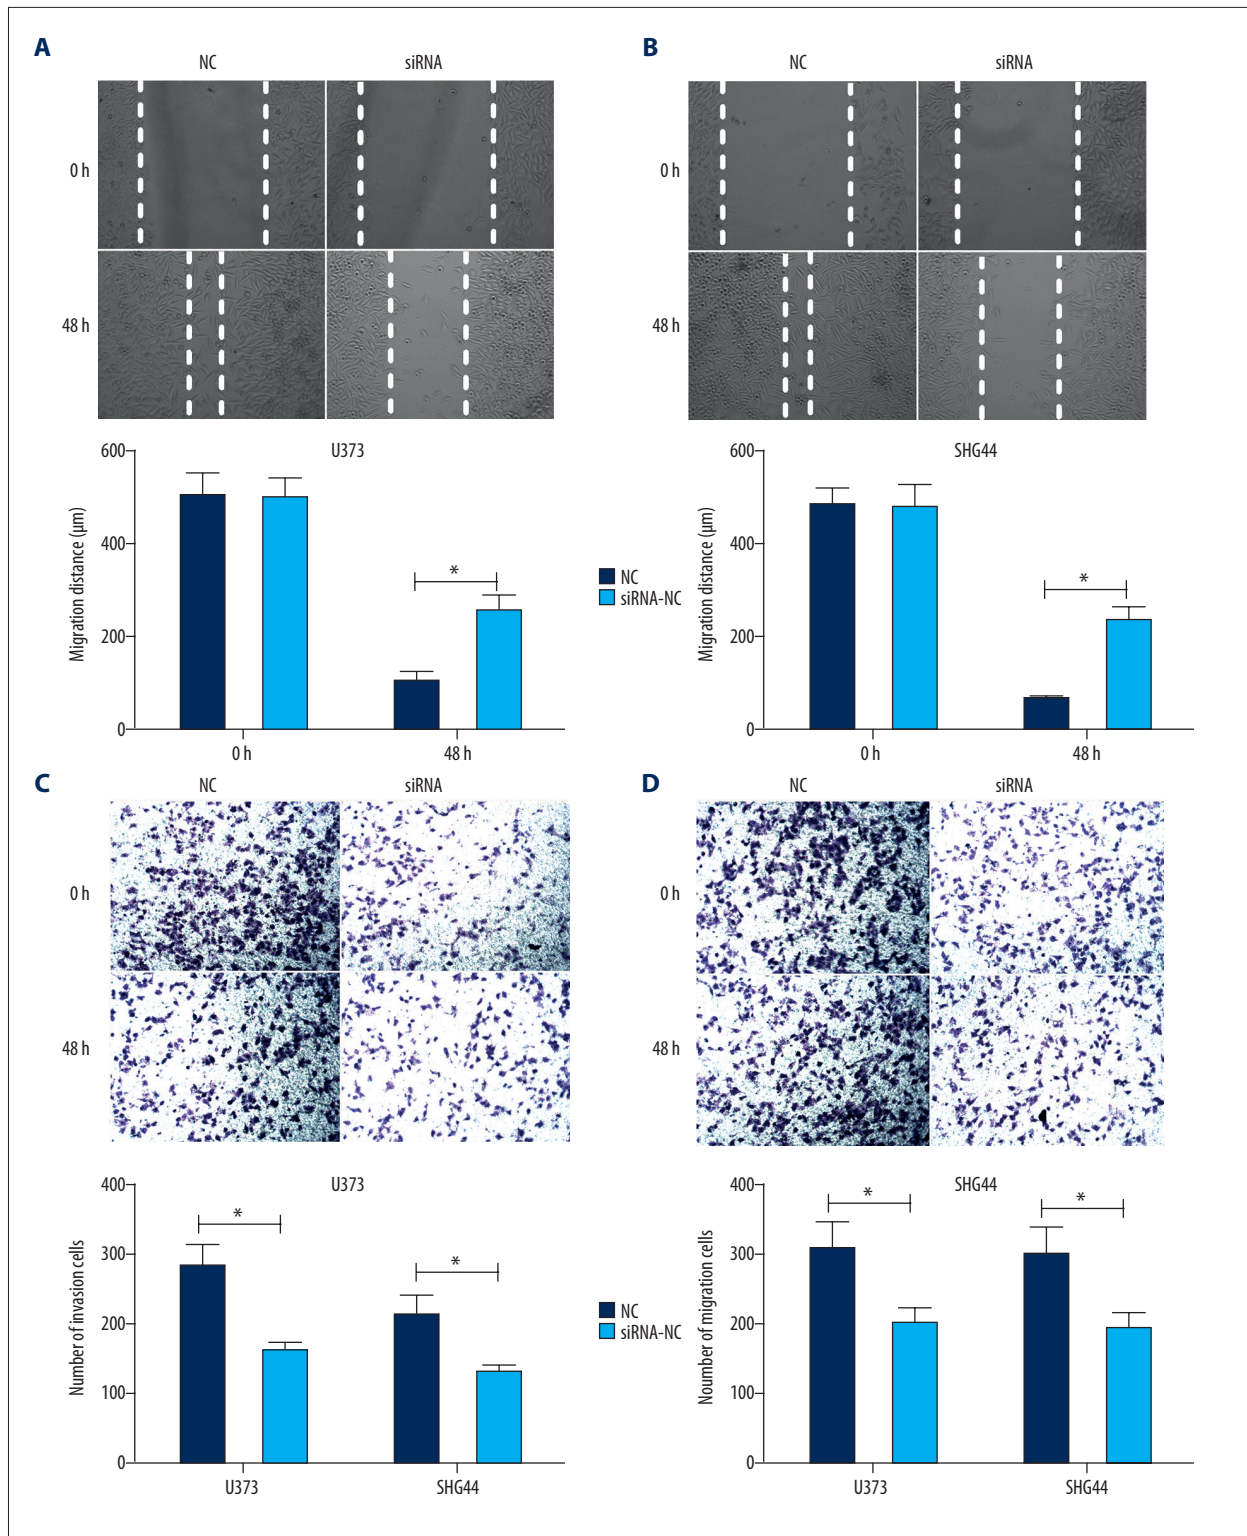 A
NC
siRNA
0 h
48 h
U373
Migration distance (µm)
600
400
200
0
*
0 h
48 h
NC
siRNA-NC
B
NC
siRNA
0 h
48 h
SHG44
Migration distance (µm)
600
400
200
0
*
0 h
48 h
C
NC
siRNA
0 h
48 h
U373
Number of invasion cells
400
300
200
100
0
*
*
U373
SHG44
NC
siRNA-NC
D
NC
siRNA
0 h
48 h
SHG44
Noumber of migration cells
400
300
200
100
0
*
*
U373
SHG44